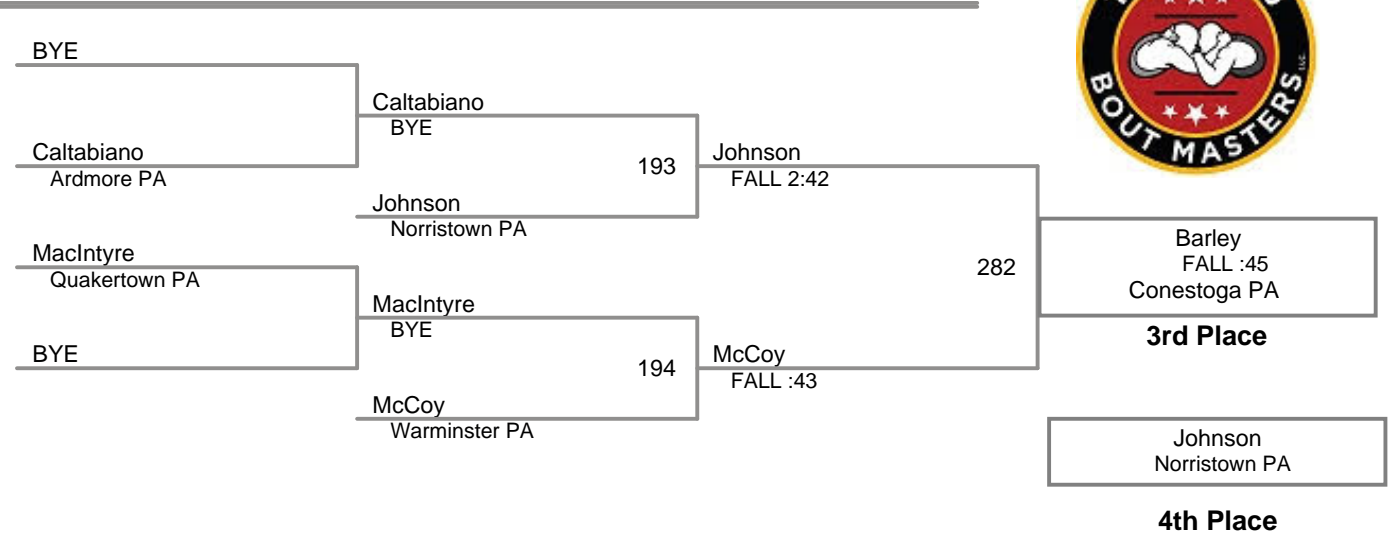 BYE
Caltabiano
BYE
Caltabiano
Ardmore PA
193
Johnson
FALL 2:42
Johnson
Norristown PA
MacIntyre
Quakertown PA
282
Barley
FALL :45
Conestoga PA
3rd Place
MacIntyre
BYE
BYE
194
McCoy
FALL :43
McCoy
Warminster PA
Johnson
Norristown PA
4th Place
BOUT MASTERS